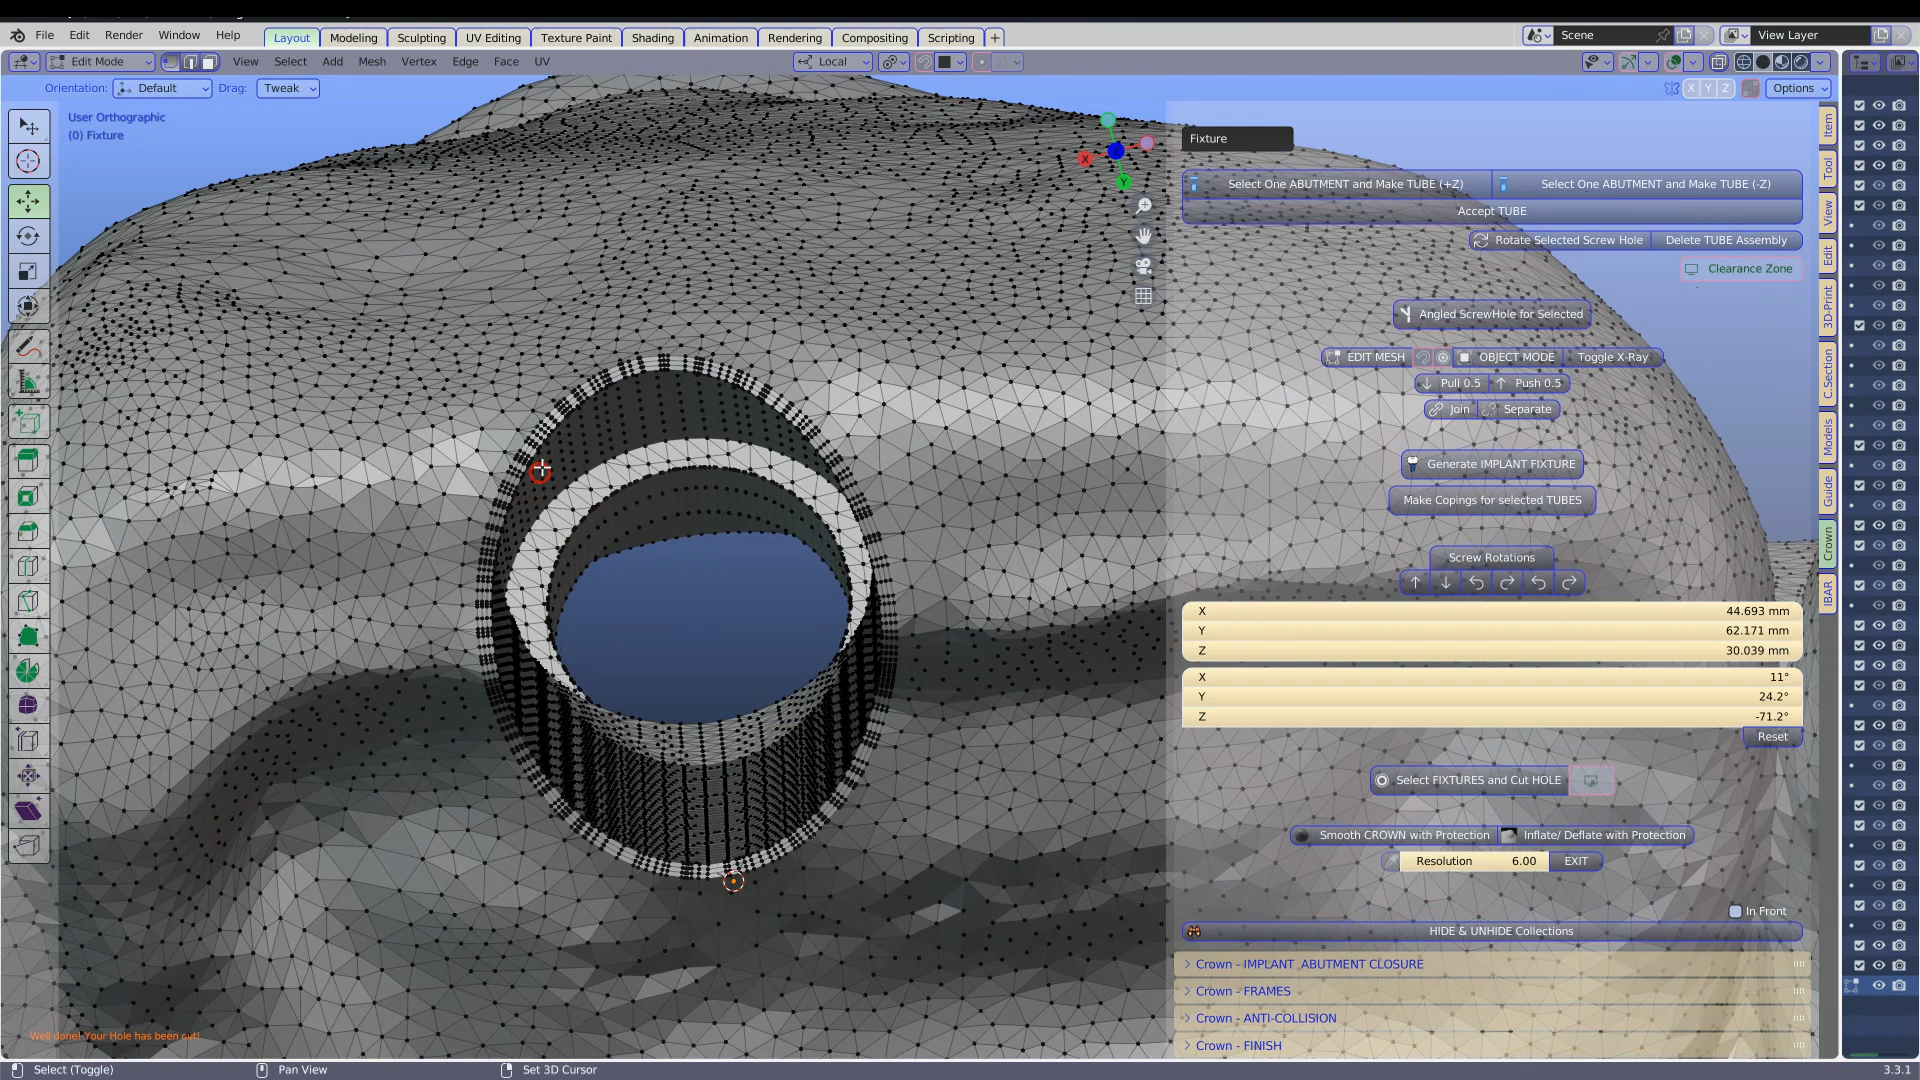 File Edit Render Window Help Layout Modeling Sculpting UV Editing Texture Paint Shading Animation Rendering Compositing Scripting + Scene View Layer
Edit Mode View Select Add Mesh Vertex Edge Face UV Local
Orientation: Default Drag: Tweak X Y Z Options
User Orthographic
(0) Fixture
X
Y
Fixture
Select One ABUTMENT and Make TUBE (+Z) Select One ABUTMENT and Make TUBE (-Z)
Accept TUBE
Rotate Selected Screw Hole Delete TUBE Assembly
Clearance Zone
Angled ScrewHole for Selected
EDIT MESH OBJECT MODE Toggle X-Ray
Pull 0.5 Push 0.5
Join Separate
Generate IMPLANT FIXTURE
Make Copings for selected TUBES
Screw Rotations
X 44.693 mm
Y 62.171 mm
Z 30.039 mm
X 11°
Y 24.2°
Z -71.2°
Reset
Select FIXTURES and Cut HOLE
Smooth CROWN with Protection Inflate/ Deflate with Protection
Resolution 6.00 EXIT
In Front
HIDE & UNHIDE Collections
Crown - IMPLANT ABUTMENT CLOSURE
Crown - FRAMES
Crown - ANTI-COLLISION
Crown - FINISH
Item
Tool
View
Edit
3D-Print
C.Section
Models
Guide
Crown
IBAR
Well done! Your Hole has been cut!
Select (Toggle) Pan View Set 3D Cursor 3.3.1